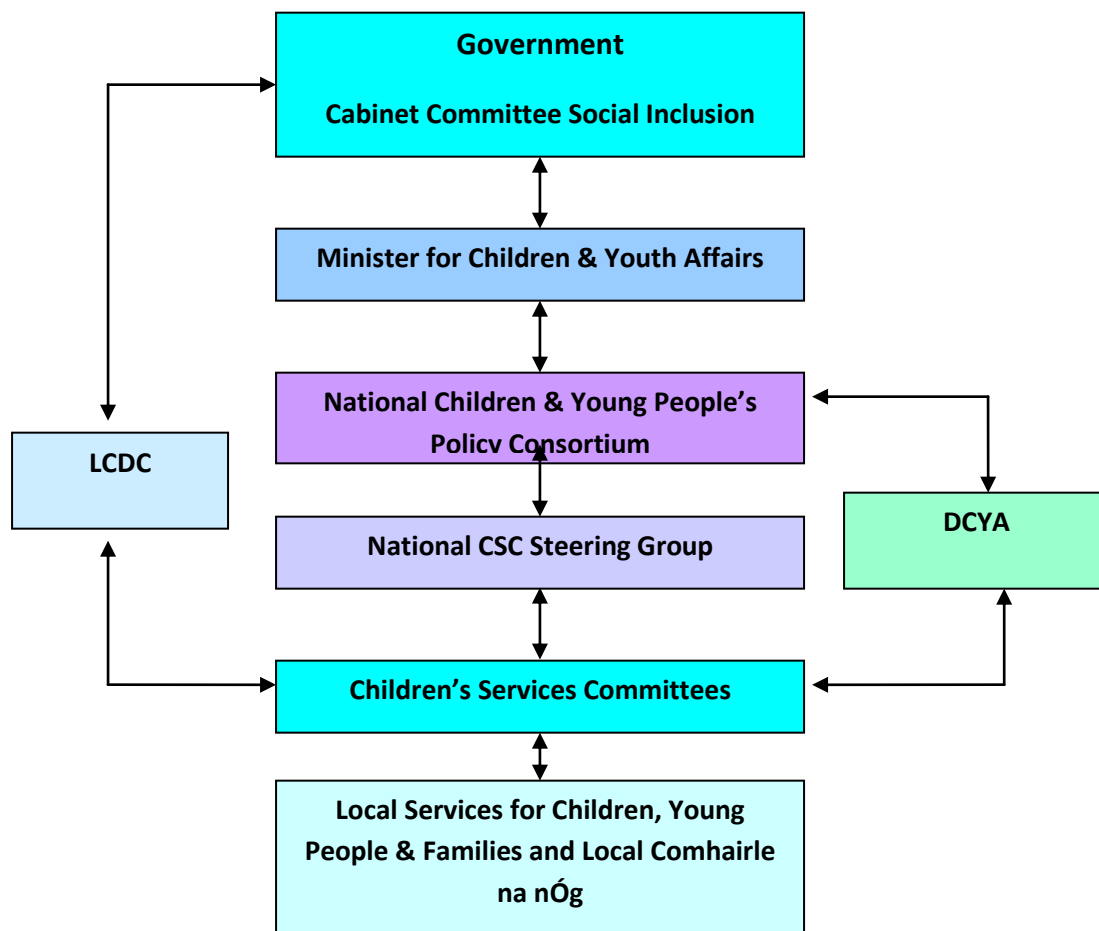 Government
Cabinet Committee Social Inclusion
Minister for Children & Youth Affairs
National Children & Young People’s
Policy Consortium
LCDC
DCYA
National CSC Steering Group
Children’s Services Committees
Local Services for Children, Young
People & Families and Local Comhairle
na nÓg